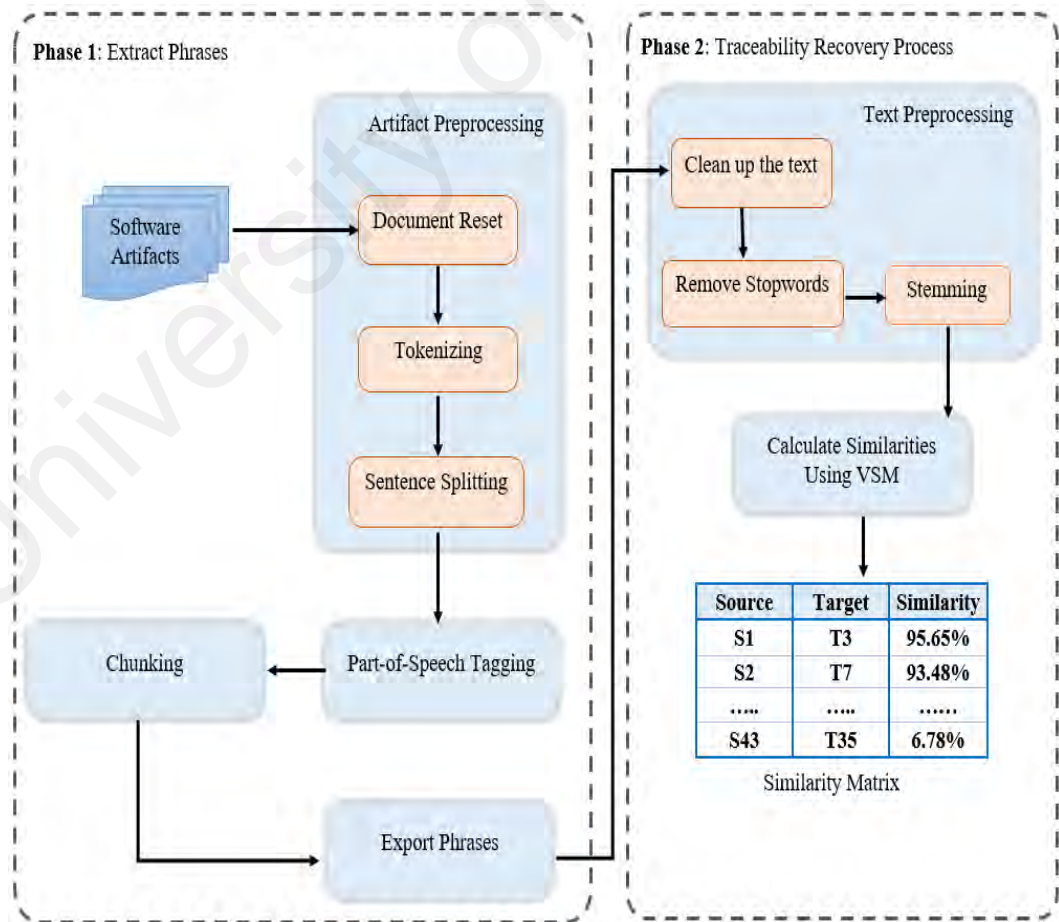 Phase 1: Extract Phrases
Artifact Preprocessing
Software
Artifacts
Document Reset
Tokenizing
Sentence Splitting
Part-of-Speech Tagging
Chunking
Export Phrases
Phase 2: Traceability Recovery Process
Text Preprocessing
Clean up the text
Remove Stopwords
Stemming
Calculate Similarities
Using VSM
Source Target Similarity
S1 T3 95.65%
S2 T7 93.48%
..... ..... ......
S43 T35 6.78%
Similarity Matrix
University o